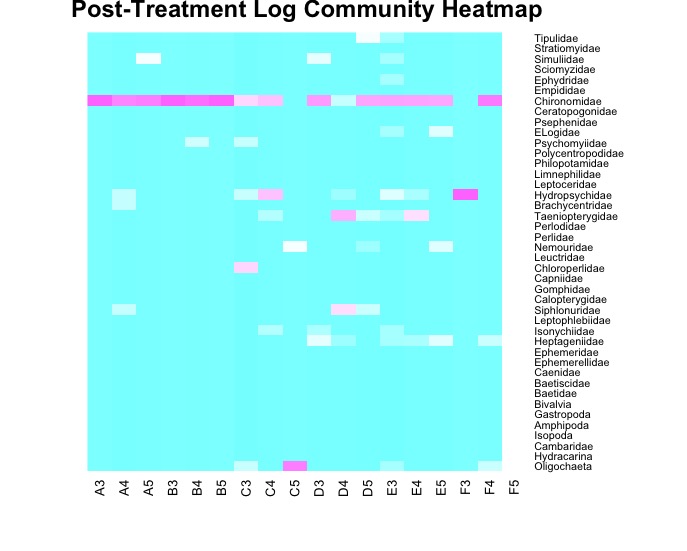 Post-Treatment Log Community Heatmap
Tipulidae
Stratiomyidae
Simuliidae
Sciomyzidae
Ephydridae
Empididae
Chironomidae
Ceratopogonidae
Psephenidae
ELogidae
Psychomyiidae
Polycentropodidae
Philopotamidae
Limnephilidae
Leptoceridae
Hydropsychidae
Brachycentridae
Taeniopterygidae
Perlodidae
Perlidae
Nemouridae
Leuctridae
Chloroperlidae
Capniidae
Gomphidae
Calopterygidae
Siphlonuridae
Leptophlebiidae
Isonychiidae
Heptageniidae
Ephemeridae
Ephemerellidae
Caenidae
Baetiscidae
Baetidae
Bivalvia
Gastropoda
Amphipoda
Isopoda
Cambaridae
Hydracarina
Oligochaeta
A3 A4 A5 B3 B4 B5 C3 C4 C5 D3 D4 D5 E3 E4 E5 F3 F4 F5